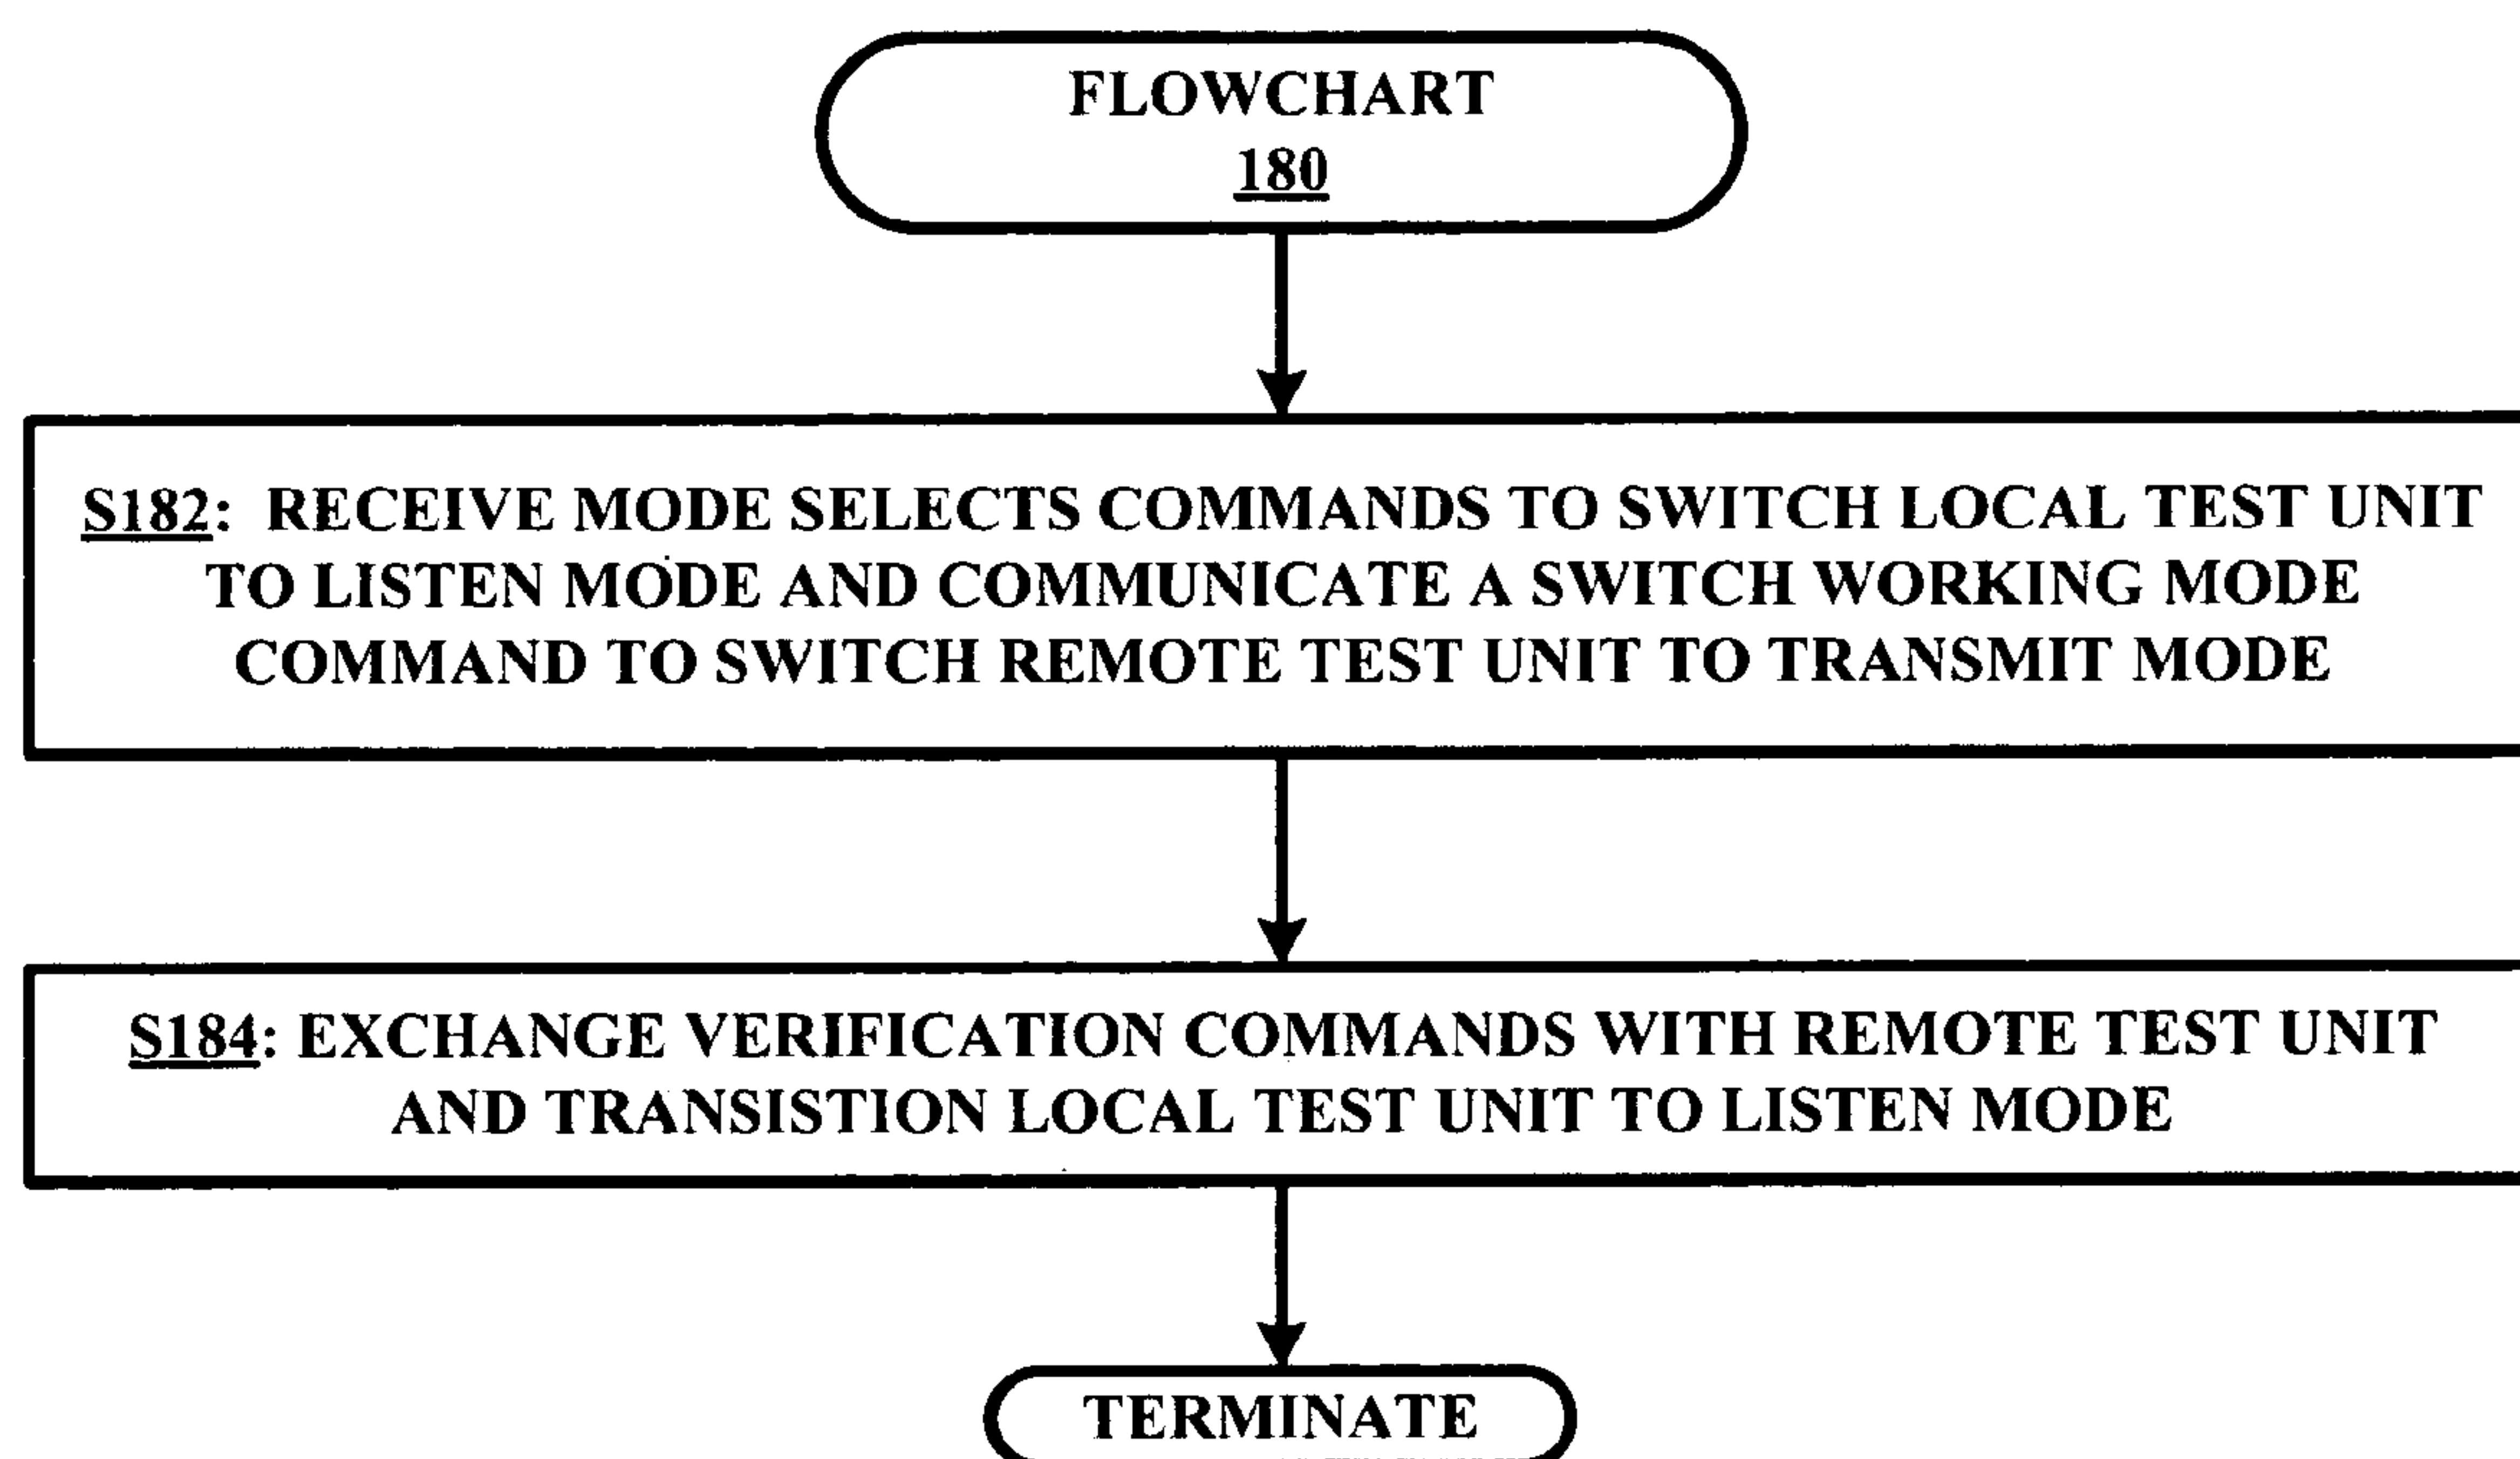 FLOWCHART
180
S182: RECEIVE MODE SELECTS COMMANDS TO SWITCH LOCAL TEST UNIT
TO LISTEN MODE AND COMMUNICATE A SWITCH WORKING MODE
COMMAND TO SWITCH REMOTE TEST UNIT TO TRANSMIT MODE
S184: EXCHANGE VERIFICATION COMMANDS WITH REMOTE TEST UNIT
AND TRANSISTION LOCAL TEST UNIT TO LISTEN MODE
TERMINATE